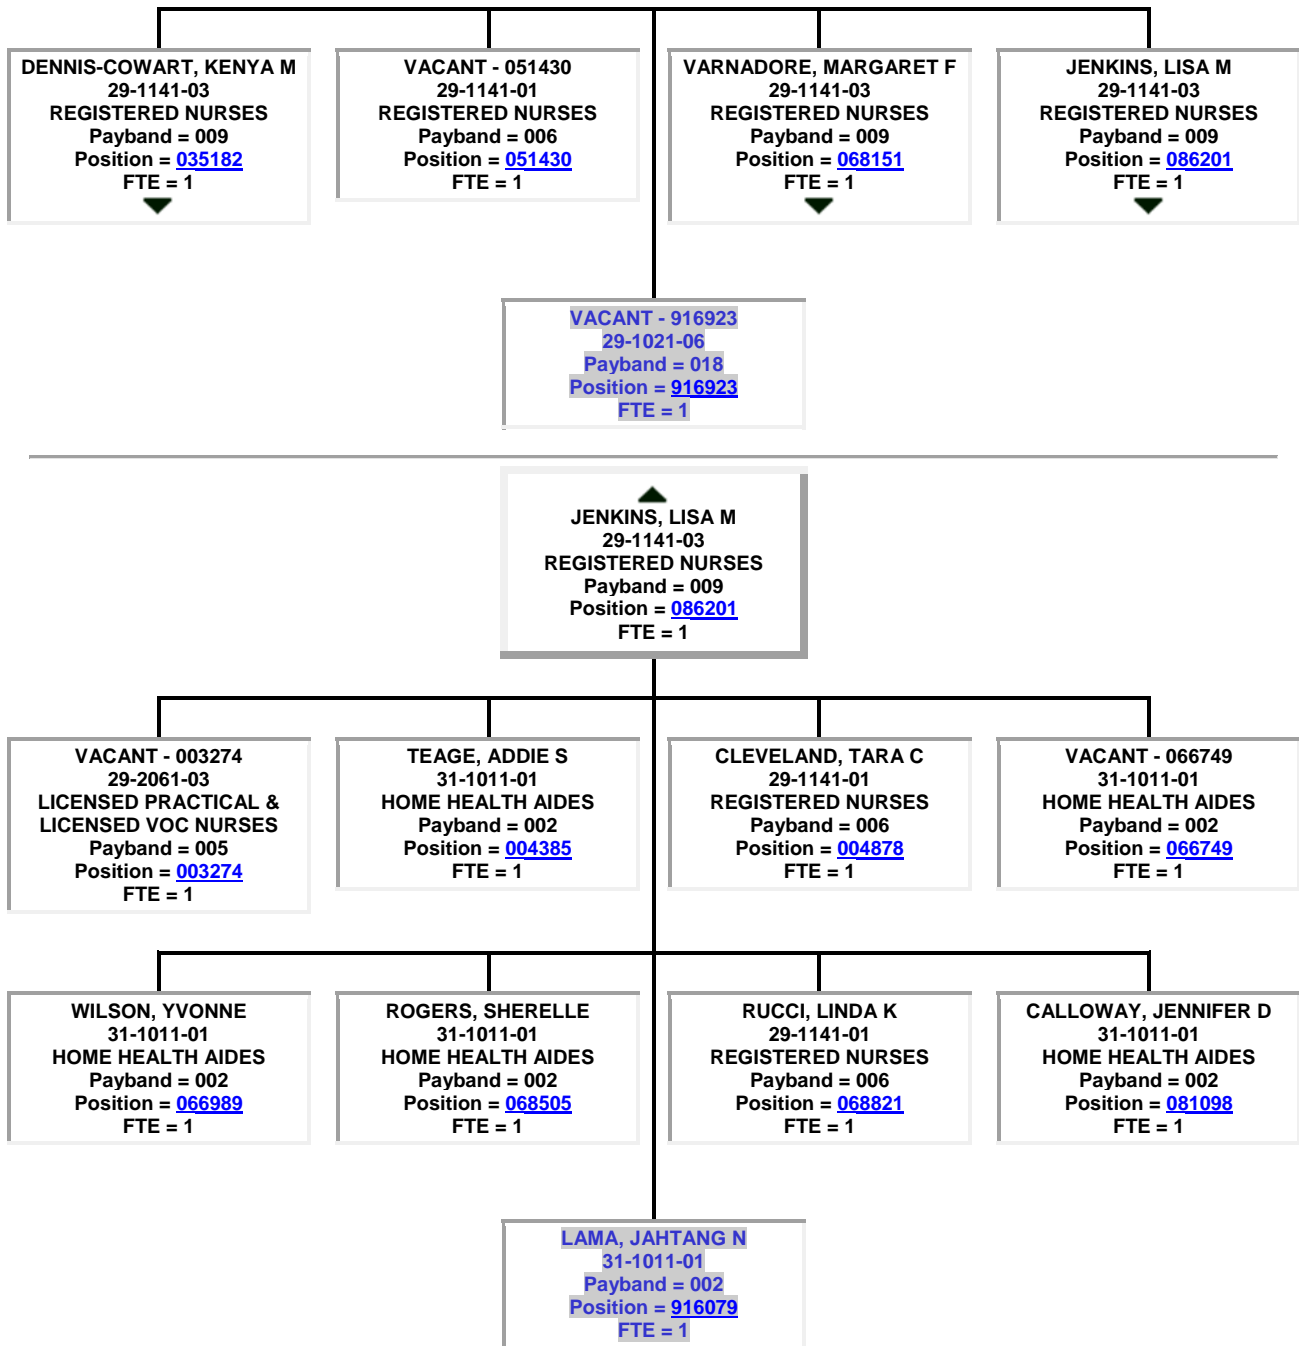 DENNIS-COWART, KENYA M
29-1141-03
REGISTERED NURSES
Payband = 009
Position = 035182
FTE = 1
VACANT - 051430
29-1141-01
REGISTERED NURSES
Payband = 006
Position = 051430
FTE = 1
VARNADORE, MARGARET F
29-1141-03
REGISTERED NURSES
Payband = 009
Position = 068151
FTE = 1
JENKINS, LISA M
29-1141-03
REGISTERED NURSES
Payband = 009
Position = 086201
FTE = 1
VACANT - 916923
29-1021-06
Payband = 018
Position = 916923
FTE = 1
JENKINS, LISA M
29-1141-03
REGISTERED NURSES
Payband = 009
Position = 086201
FTE = 1
VACANT - 003274
29-2061-03
LICENSED PRACTICAL &
LICENSED VOC NURSES
Payband = 005
Position = 003274
FTE = 1
TEAGE, ADDIE S
31-1011-01
HOME HEALTH AIDES
Payband = 002
Position = 004385
FTE = 1
CLEVELAND, TARA C
29-1141-01
REGISTERED NURSES
Payband = 006
Position = 004878
FTE = 1
VACANT - 066749
31-1011-01
HOME HEALTH AIDES
Payband = 002
Position = 066749
FTE = 1
WILSON, YVONNE
31-1011-01
HOME HEALTH AIDES
Payband = 002
Position = 066989
FTE = 1
ROGERS, SHERELLE
31-1011-01
HOME HEALTH AIDES
Payband = 002
Position = 068505
FTE = 1
RUCCI, LINDA K
29-1141-01
REGISTERED NURSES
Payband = 006
Position = 068821
FTE = 1
CALLOWAY, JENNIFER D
31-1011-01
HOME HEALTH AIDES
Payband = 002
Position = 081098
FTE = 1
LAMA, JAHTANG N
31-1011-01
Payband = 002
Position = 916079
FTE = 1